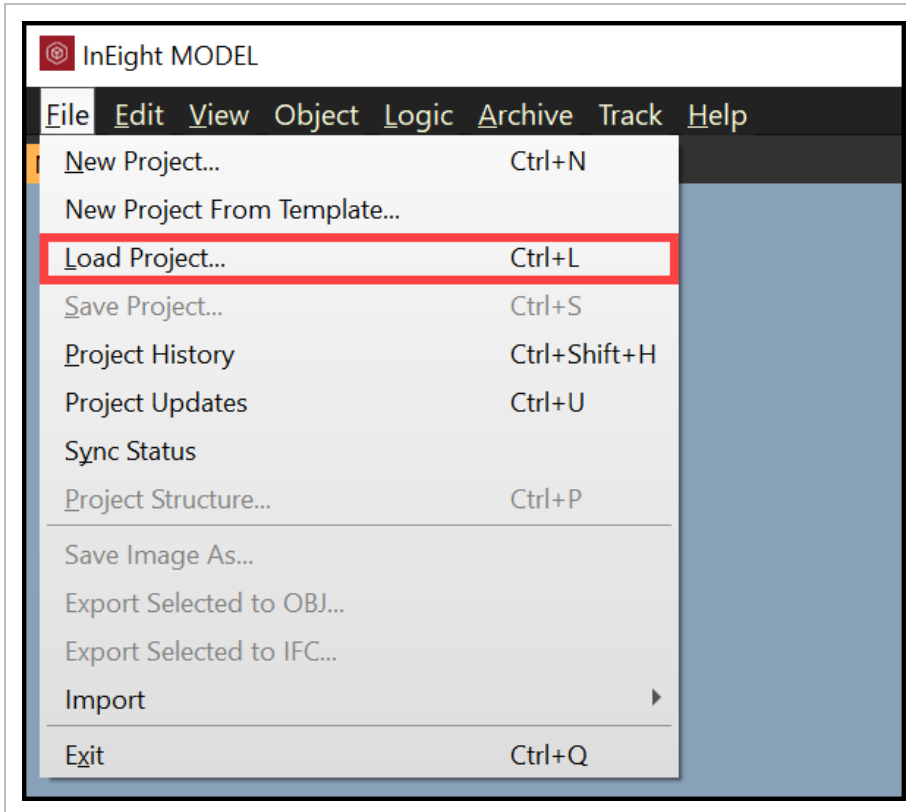 InEight MODEL
File Edit View Object Logic Archive Track Help
New Project... Ctrl+N
New Project From Template...
Load Project... Ctrl+L
Save Project... Ctrl+S
Project History Ctrl+Shift+H
Project Updates Ctrl+U
Sync Status
Project Structure... Ctrl+P
Save Image As...
Export Selected to OBJ...
Export Selected to IFC...
Import
Exit Ctrl+Q